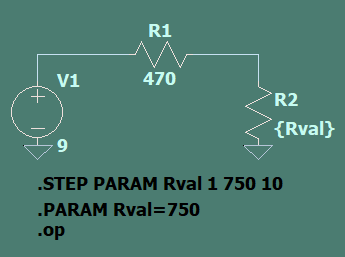 R1
V1
470
R2
{Rval}
9
.STEP PARAM Rval 1 750 10
.PARAM Rval=750
.op